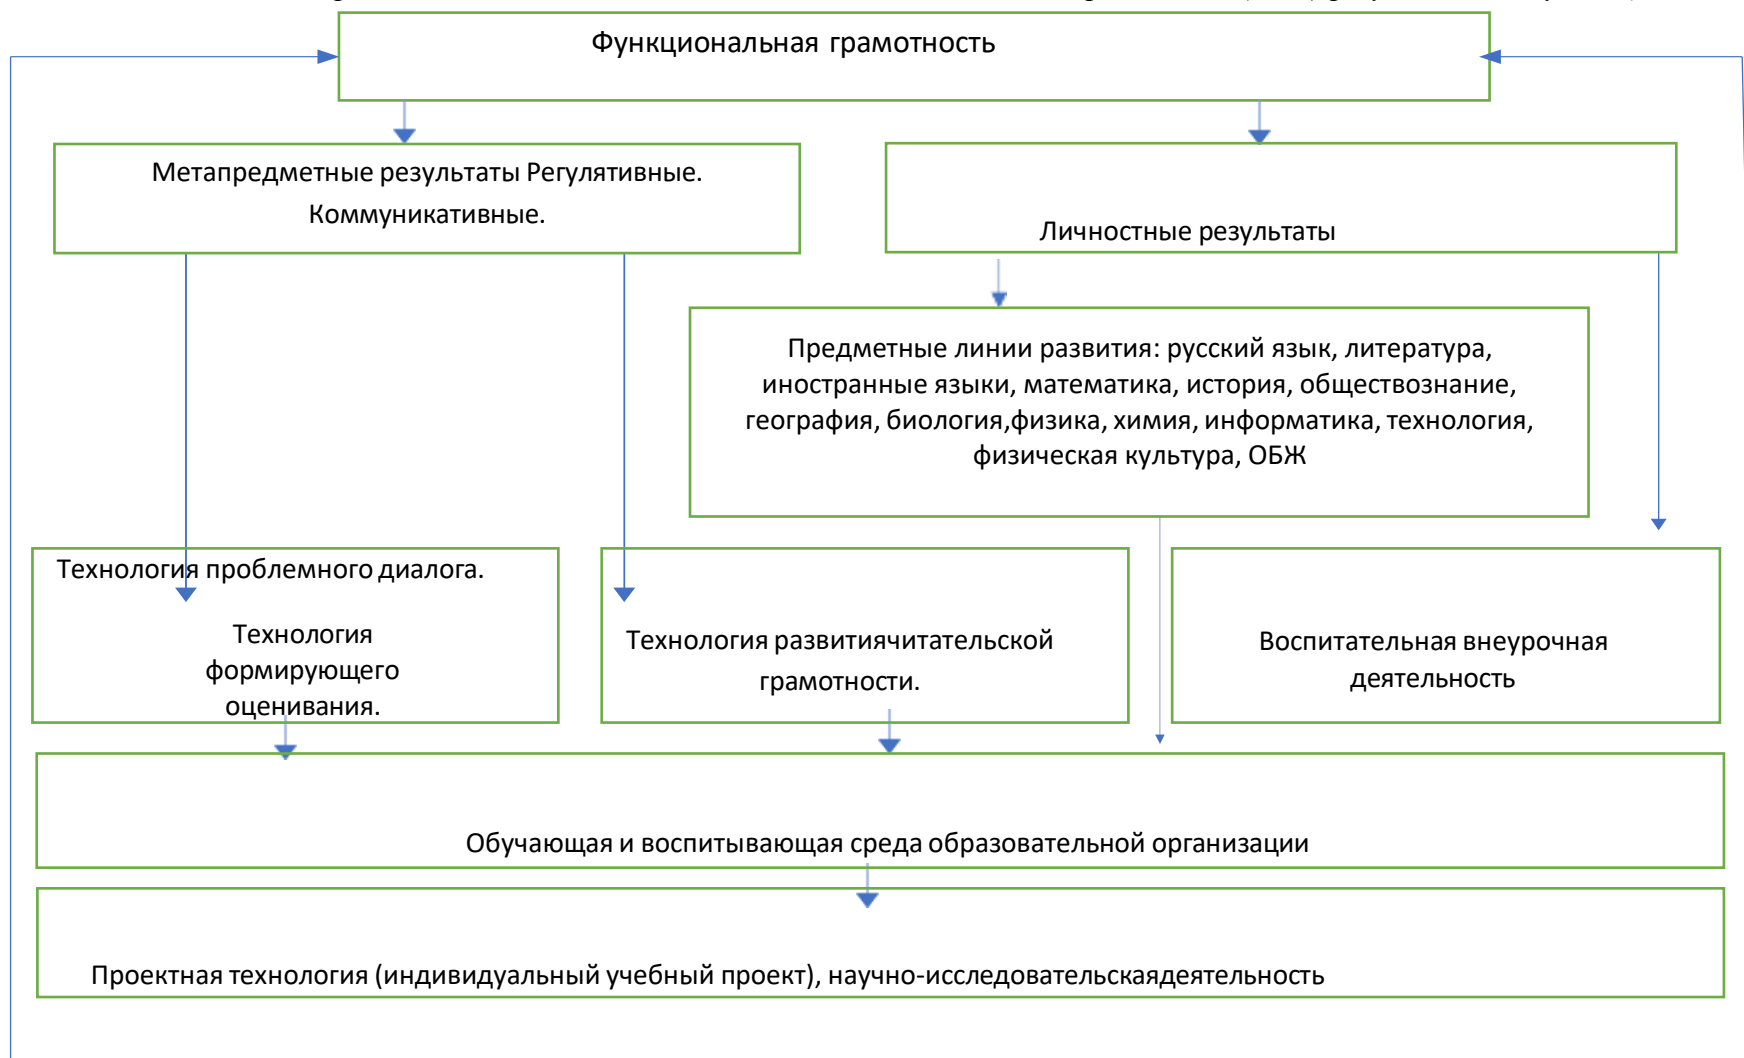 Функциональная грамотность
Метапредметные результаты Регулятивные.
Коммуникативные.
Личностные результаты
Предметные линии развития: русский язык, литература,
иностранные языки, математика, история, обществознание,
география, биология,физика, химия, информатика, технология,
физическая культура, ОБЖ
Технология проблемного диалога.
Технология
формирующего
оценивания.
Технология развитиячитательской
грамотности.
Воспитательная внеурочная
деятельность
Обучающая и воспитывающая среда образовательной организации
Проектная технология (индивидуальный учебный проект), научно-исследовательскаядеятельность